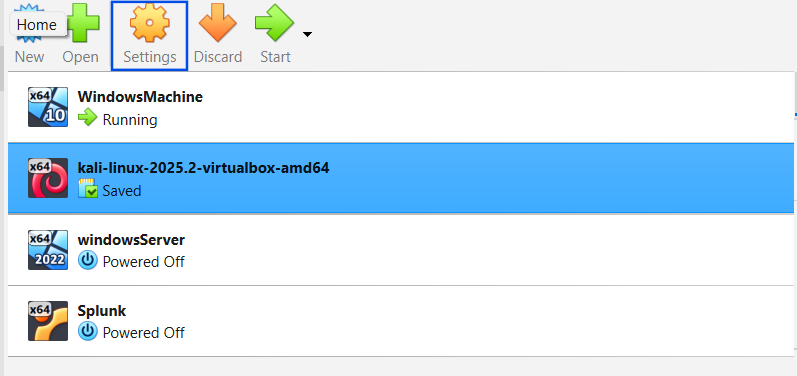 Home
New Open Settings Discard Start
x64 10 WindowsMachine
Running
x64 kali-linux-2025.2-virtualbox-amd64
Saved
x64 2022 windowsServer
Powered Off
x64 Splunk
Powered Off